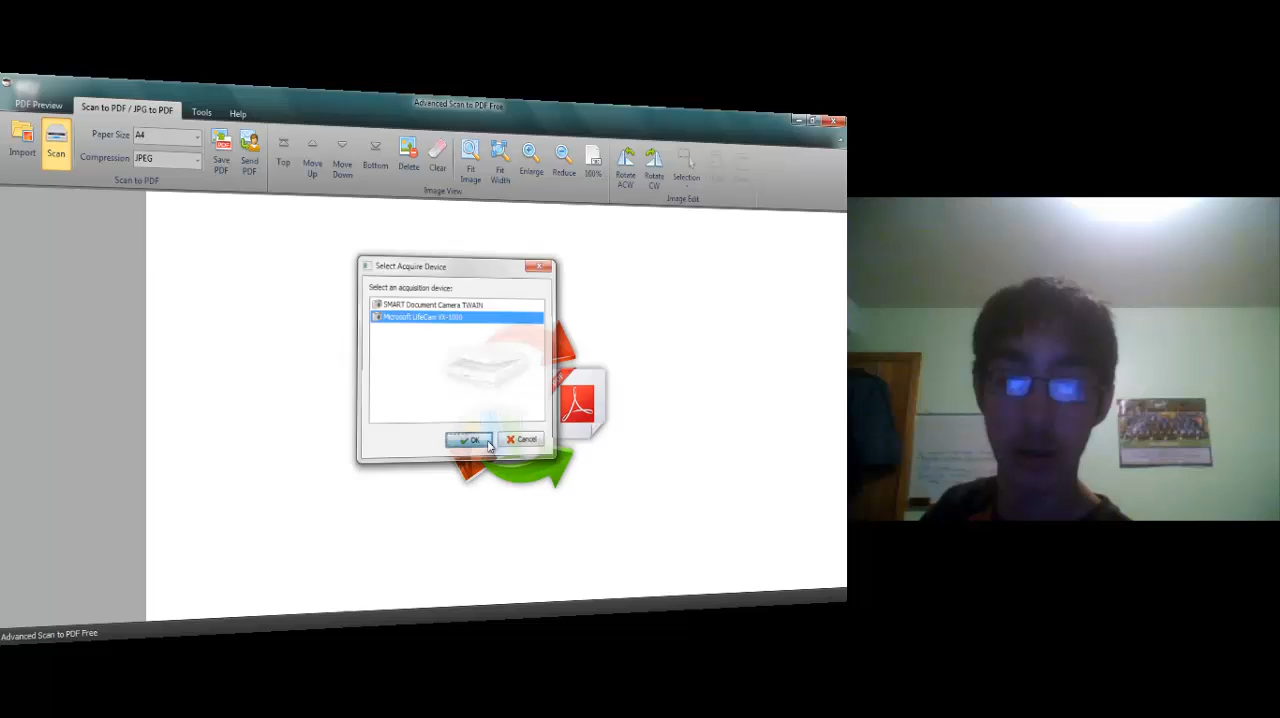 Advanced Scan to PDF Free
PDF Preview
Scan to PDF / JPG to PDF
Tools
Help
Import
Scan
Paper Size
A4
Compression
JPEG
Save PDF
Send PDF
Scan to PDF
Top
Move Up
Move Down
Bottom
Delete
Clear
Fit Image
Fit Width
Enlarge
Reduce
100%
Image View
Rotate ACW
Rotate CW
Selection
Image Edit
Select Acquire Device
Select an acquisition device:
SMART Document Camera TWAIN
Microsoft LifeCam VX-1000
OK
Cancel
Advanced Scan to PDF Free